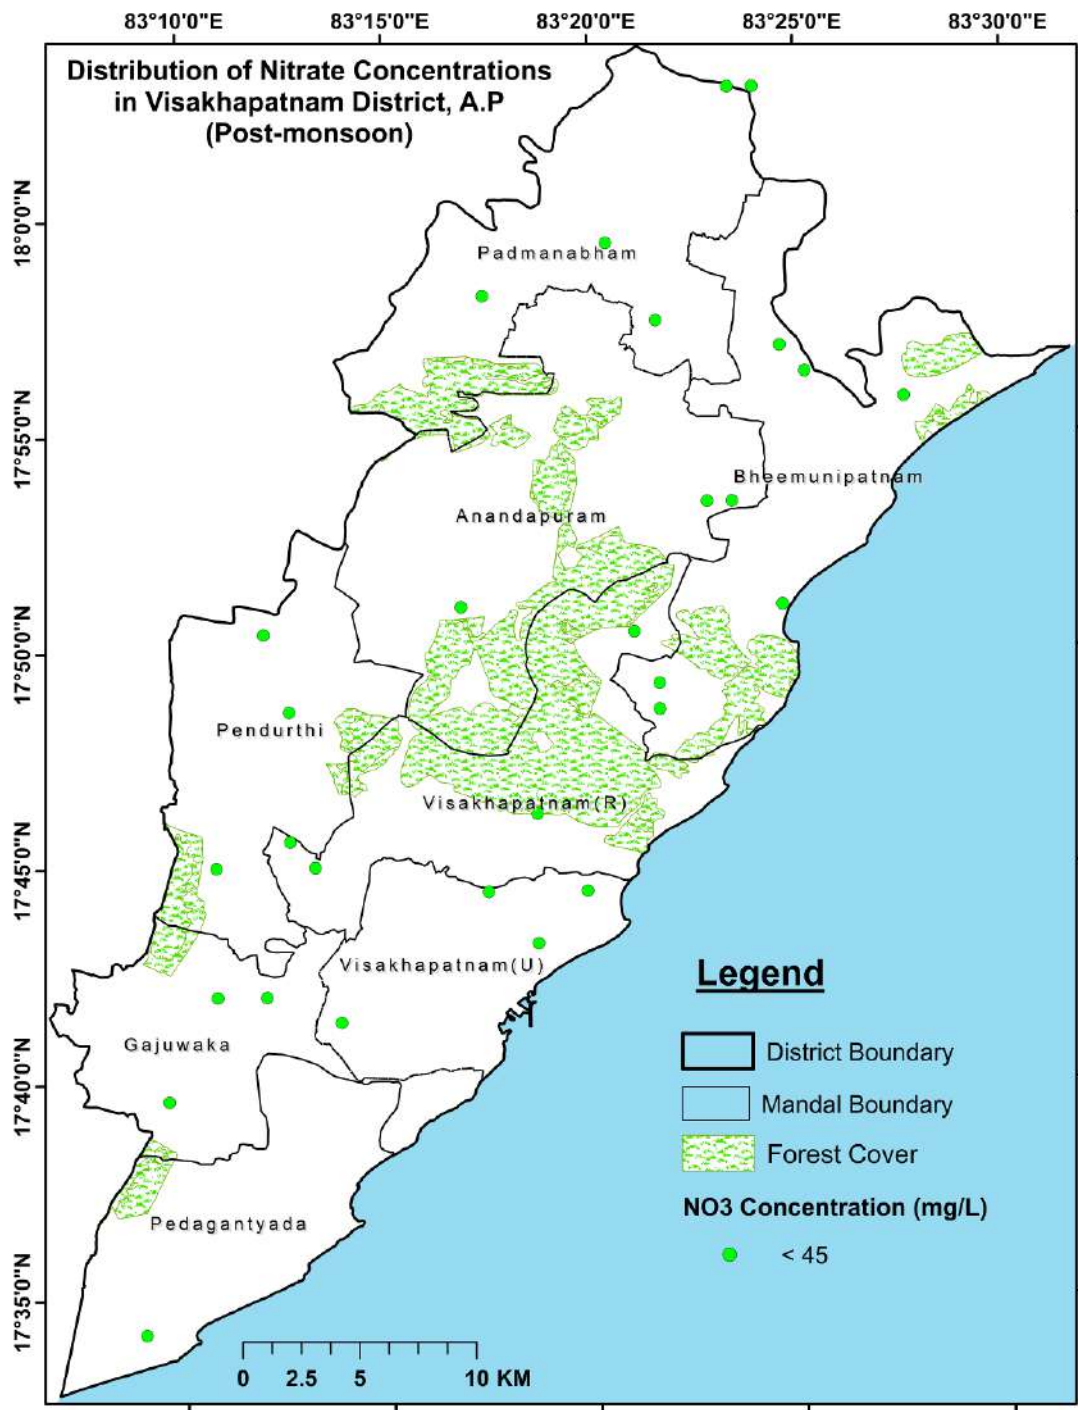 83°10'0"E 83°15'0"E 83°20'0"E 83°25'0"E 83°30'0"E
Distribution of Nitrate Concentrations
in Visakhapatnam District, A.P
(Post-monsoon)
18°0'0"N
Padmanabham
17°55'0"N
Bheemunipatnam
Anandapuram
17°50'0"N
Pendurthi
Visakhapatnam(R)
17°45'0"N
Visakhapatnam(U)
Gajuwaka
17°40'0"N
Pedagantyada
17°35'0"N
Legend
District Boundary
Mandal Boundary
Forest Cover
NO3 Concentration (mg/L)
< 45
0 2.5 5 10 KM